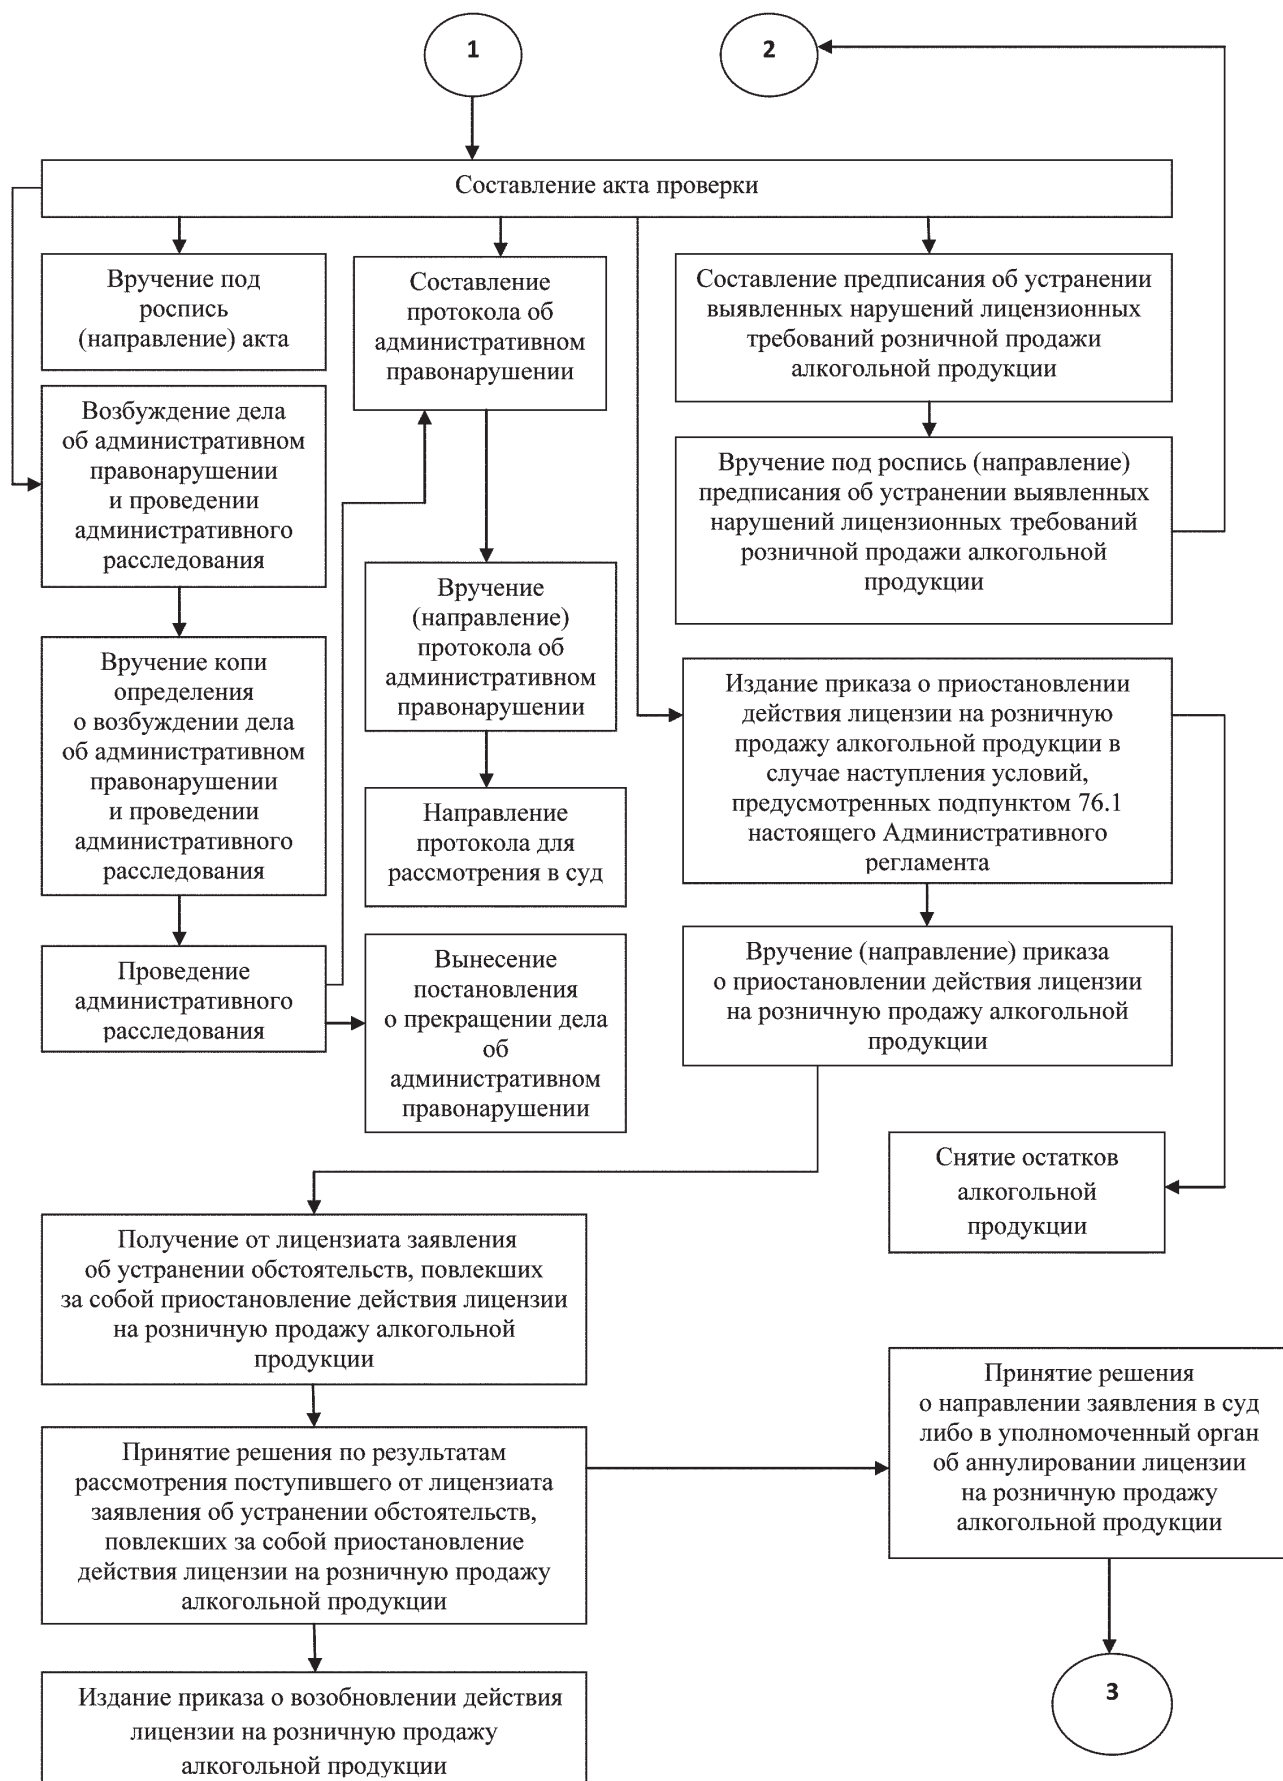 1
2
Составление акта проверки
Вручение под
роспись
(направление) акта
Составление
протокола об
административном
правонарушении
Составление предписания об устранении
выявленных нарушений лицензионных
требований розничной продажи
алкогольной продукции
Возбуждение дела
об административном
правонарушении
и проведении
административного
расследования
Вручение под роспись (направление)
предписания об устранении выявленных
нарушений лицензионных требований
розничной продажи алкогольной
продукции
Вручение
(направление)
протокола об
административном
правонарушении
Вручение копи
определения
о возбуждении дела
об административном
правонарушении
и проведении
административного
расследования
Издание приказа о приостановлении
действия лицензии на розничную
продажу алкогольной продукции в
случае наступления условий,
предусмотренных подпунктом 76.1
настоящего Административного
регламента
Направление
протокола для
рассмотрения в суд
Проведение
административного
расследования
Вынесение
постановления
о прекращении дела
об
административном
правонарушении
Вручение (направление) приказа
о приостановлении действия лицензии
на розничную продажу алкогольной
продукции
Снятие остатков
алкогольной
продукции
Получение от лицензиата заявления
об устранении обстоятельств, повлекших
за собой приостановление действия лицензии
на розничную продажу алкогольной
продукции
Принятие решения
о направлении заявления в суд
либо в уполномоченный орган
об аннулировании лицензии
на розничную продажу
алкогольной продукции
Принятие решения по результатам
рассмотрения поступившего от лицензиата
заявления об устранении обстоятельств,
повлекших за собой приостановление
действия лицензии на розничную продажу
алкогольной продукции
3
Издание приказа о возобновлении действия
лицензии на розничную продажу
алкогольной продукции